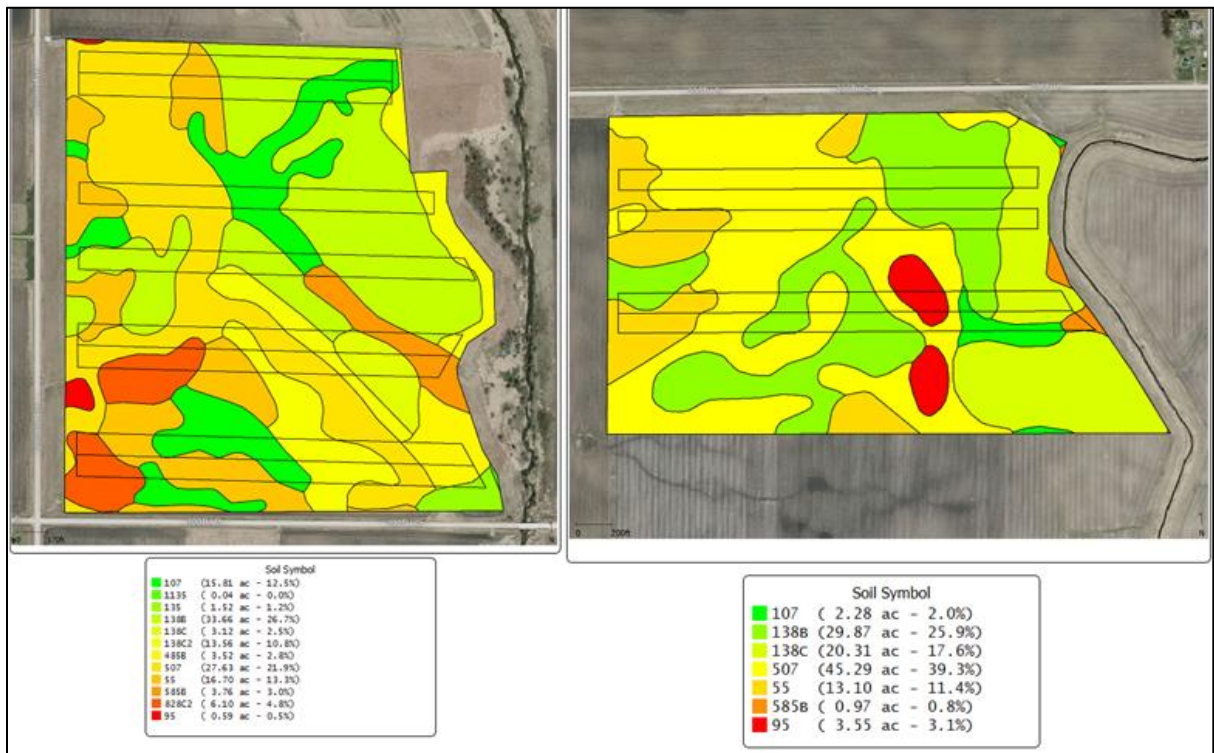 170ft
N
Soil Symbol
107 (15.81 ac - 12.5%)
1135 ( 0.04 ac - 0.0%)
135 ( 1.52 ac - 1.2%)
138B (33.66 ac - 26.7%)
138C ( 3.12 ac - 2.5%)
138C2 (13.56 ac - 10.8%)
485B ( 3.52 ac - 2.8%)
507 (27.63 ac - 21.9%)
55 (16.70 ac - 13.3%)
585B ( 3.76 ac - 3.0%)
828C2 ( 6.10 ac - 4.8%)
95 ( 0.59 ac - 0.5%)
0 200ft
N
Soil Symbol
107 ( 2.28 ac - 2.0%)
138B (29.87 ac - 25.9%)
138C (20.31 ac - 17.6%)
507 (45.29 ac - 39.3%)
55 (13.10 ac - 11.4%)
585B ( 0.97 ac - 0.8%)
95 ( 3.55 ac - 3.1%)